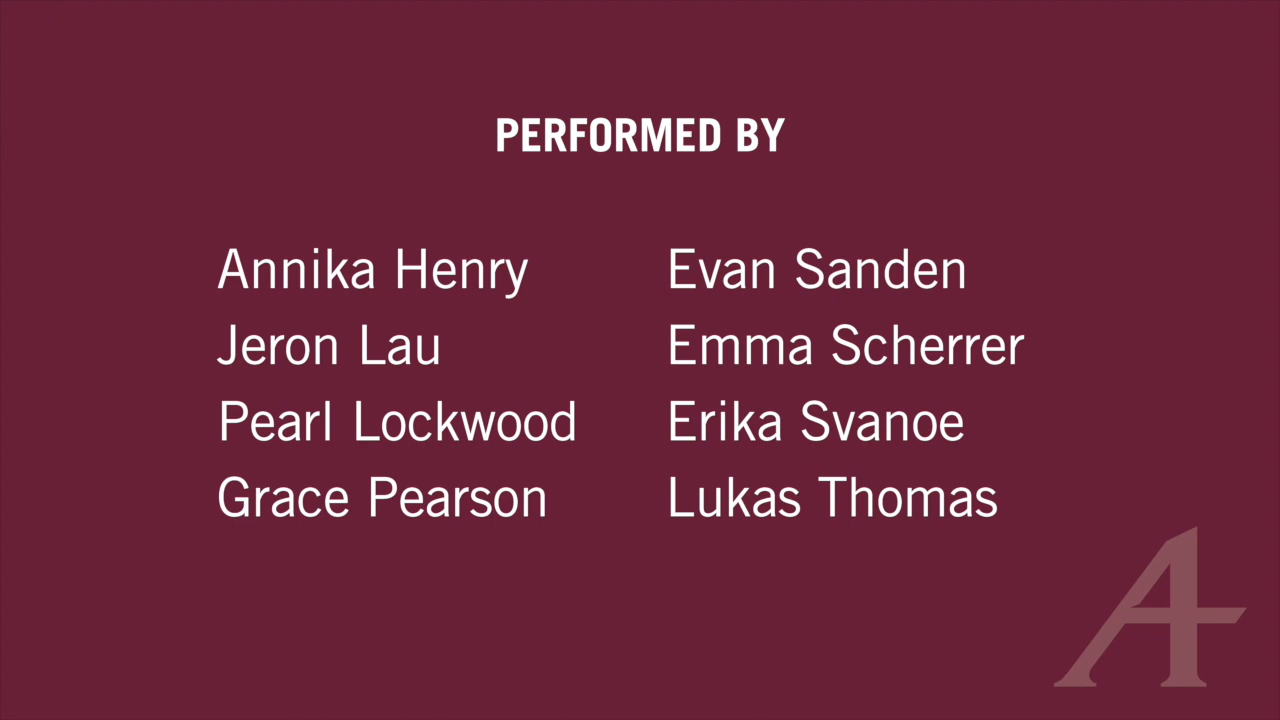 PERFORMED BY
Annika Henry
Jeron Lau
Pearl Lockwood
Grace Pearson
Evan Sanden
Emma Scherrer
Erika Svanoe
Lukas Thomas
A